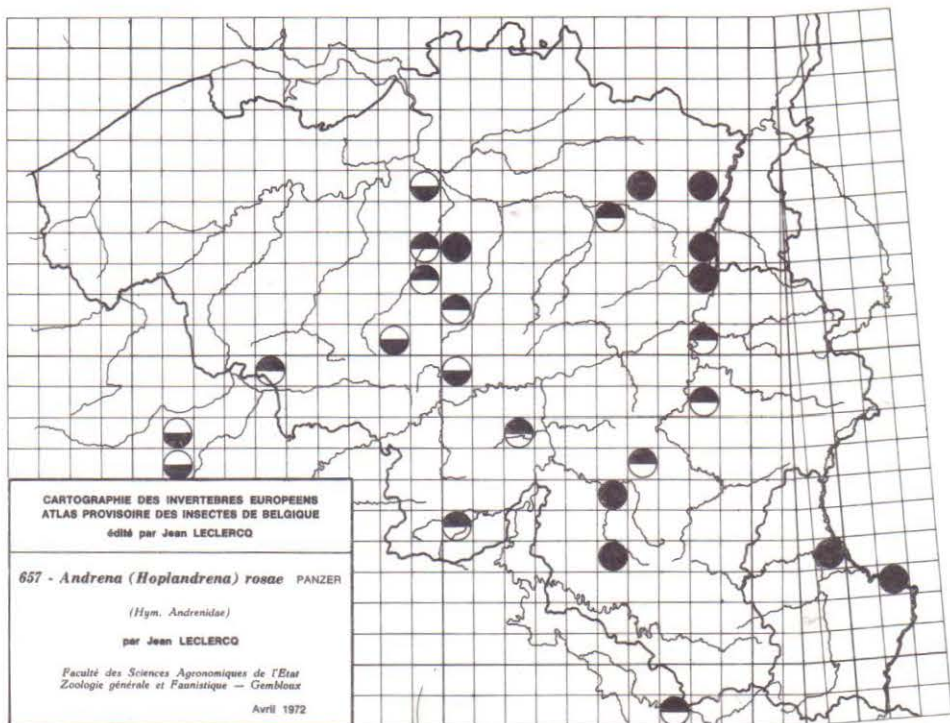 CARTOGRAPHIE DES INVERTEBRES EUROPEENS
ATLAS PROVISOIRE DES INSECTES DE BELGIQUE
édité par Jean LECLERCQ
657 - Andrena (Hoplandrena) rosae PANZER
(Hym. Andrenidae)
par Jean LECLERCQ
Faculté des Sciences Agronomiques de l'Etat
Zoologie générale et Faunistique — Gembloux
Avril 1972